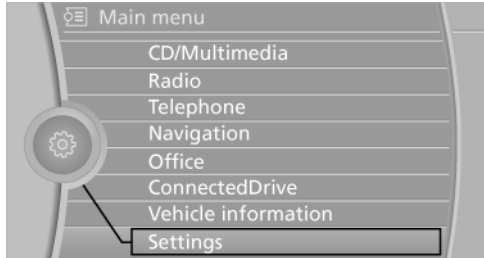 Main menu
CD/Multimedia
Radio
Telephone
Navigation
Office
ConnectedDrive
Vehicle information
Settings